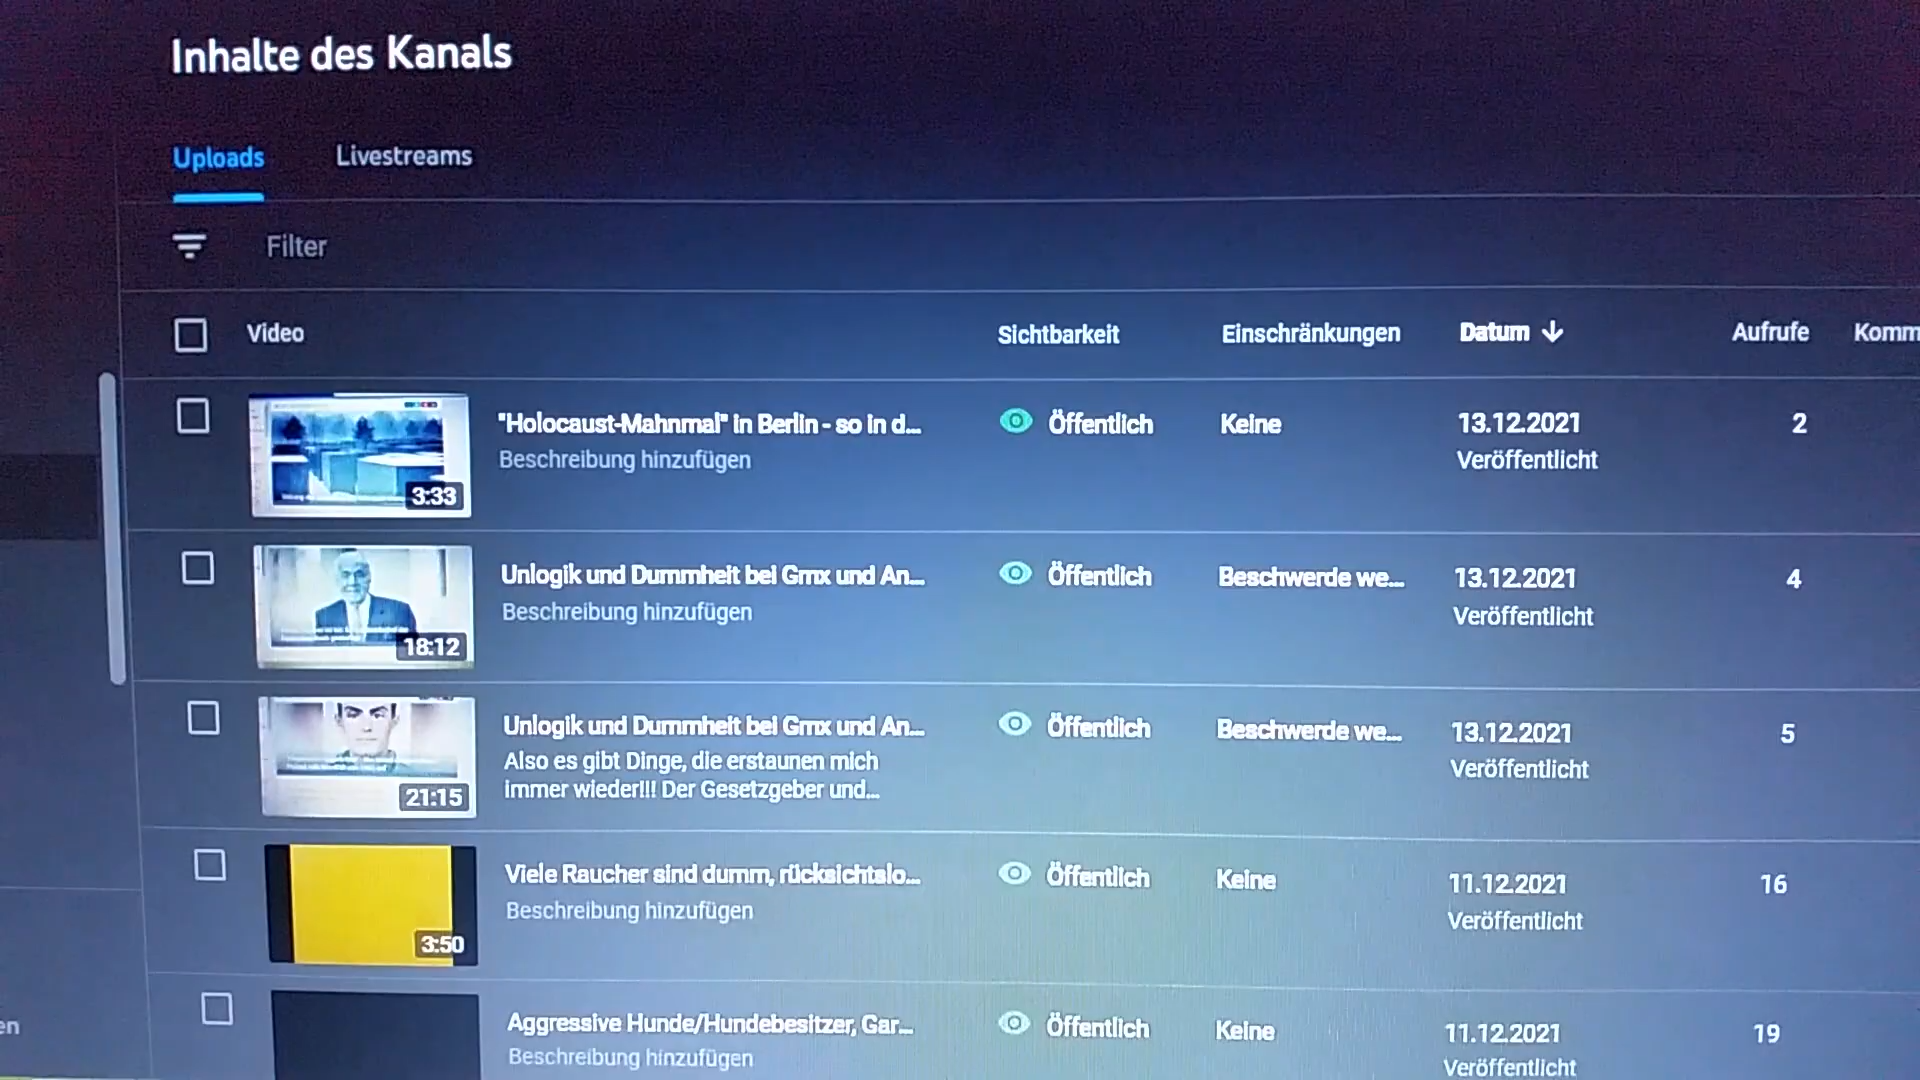 Inhalte des Kanals
Uploads Livestreams
Filter
Video Sichtbarkeit Einschränkungen Datum Aufrufe Komm
"Holocaust-Mahnmal" in Berlin - so in d... Öffentlich Keine 13.12.2021 2
Beschreibung hinzufügen Veröffentlicht
3:33
Unlogik und Dummheit bei Gmx und An... Öffentlich Beschwerde we... 13.12.2021 4
Beschreibung hinzufügen Veröffentlicht
18:12
Unlogik und Dummheit bei Gmx und An... Öffentlich Beschwerde we... 13.12.2021 5
Also es gibt Dinge, die erstaunen mich Veröffentlicht
immer wieder!!! Der Gesetzgeber und...
21:15
Viele Raucher sind dumm, rücksichtslo... Öffentlich Keine 11.12.2021 16
Beschreibung hinzufügen Veröffentlicht
3:50
en
Aggressive Hunde/Hundebesitzer, Gar... Öffentlich Keine 11.12.2021 19
Beschreibung hinzufügen Veröffentlicht